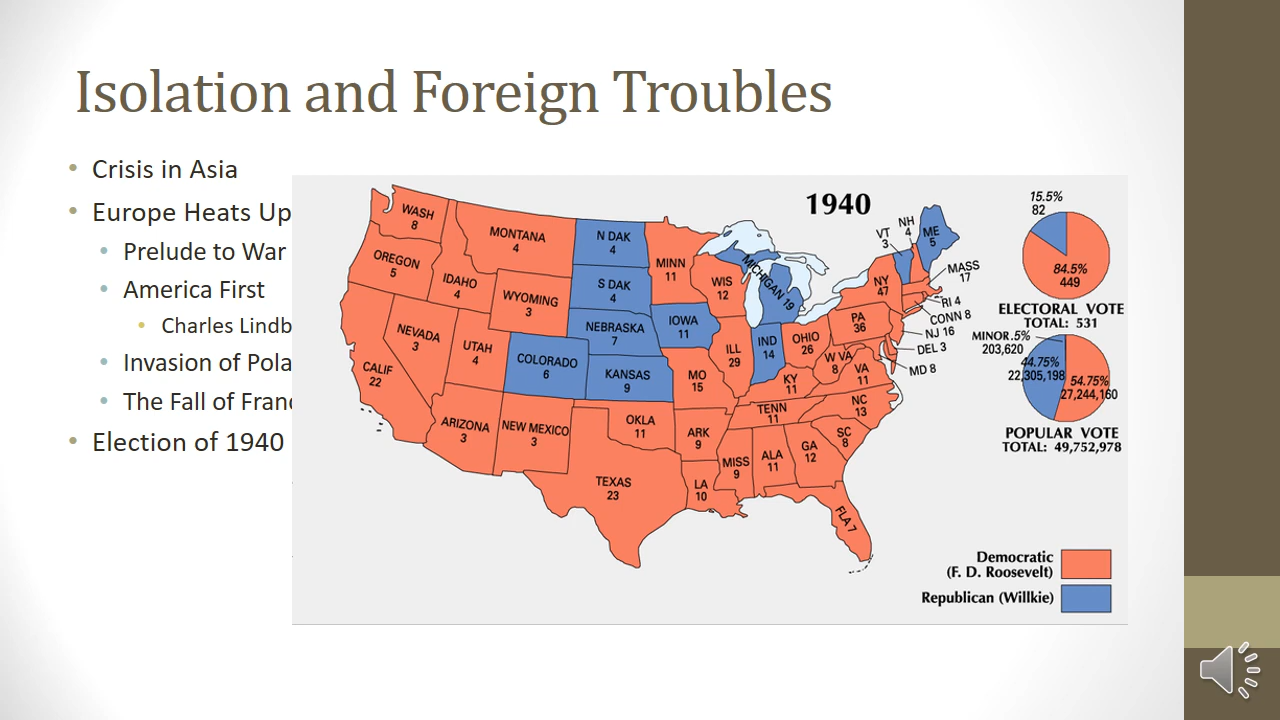 Isolation and Foreign Troubles
• Crisis in Asia
• Europe Heats Up
• Prelude to War
• America First
• Charles Lindb
• Invasion of Pola
• The Fall of Franc
• Election of 1940
1940
WASH 8
OREGON 5
CALIF 22
NEVADA 3
IDAHO 4
MONTANA 4
WYOMING 3
UTAH 4
ARIZONA 3
COLORADO 6
NEW MEXICO 3
N DAK 4
S DAK 4
NEBRASKA 7
KANSAS 9
OKLA 11
TEXAS 23
MINN 11
IOWA 11
MO 15
ARK 9
LA 10
WIS 12
ILL 29
MICHIGAN 19
IND 14
OHIO 26
KY 11
TENN 11
MISS 9
ALA 11
GA 12
FLA 7
SC 8
NC 13
VA 11
W VA 8
PA 36
NY 47
VT 3
NH 4
ME 5
MASS 17
RI 4
CONN 8
NJ 16
DEL 3
MD 8
15.5%
82
84.5%
449
ELECTORAL VOTE
TOTAL: 531
MINOR.5%
203,620
44.75%
22,305,198
54.75%
27,244,160
POPULAR VOTE
TOTAL: 49,752,978
Democratic
(F. D. Roosevelt)
Republican (Willkie)